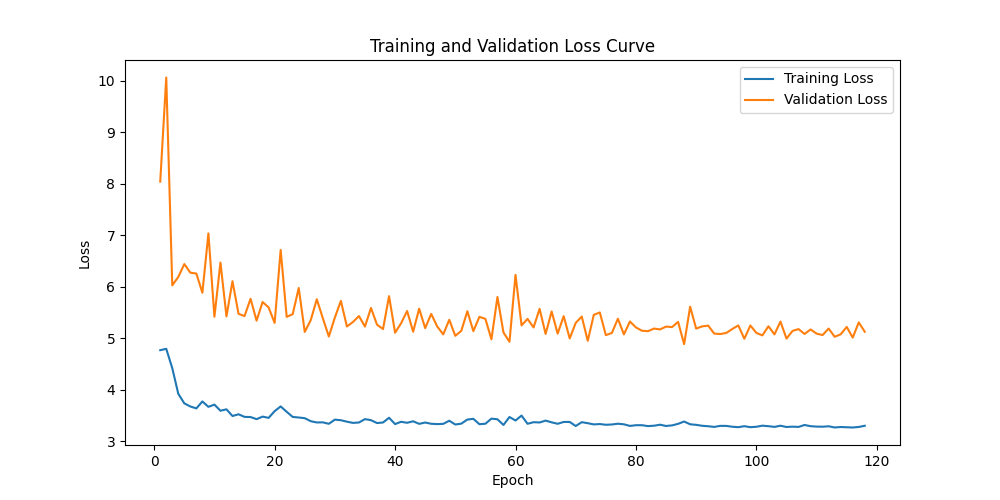 Training and Validation Loss Curve
Training Loss
Validation Loss
Loss
10
9
8
7
6
5
4
3
0 20 40 60 80 100 120
Epoch